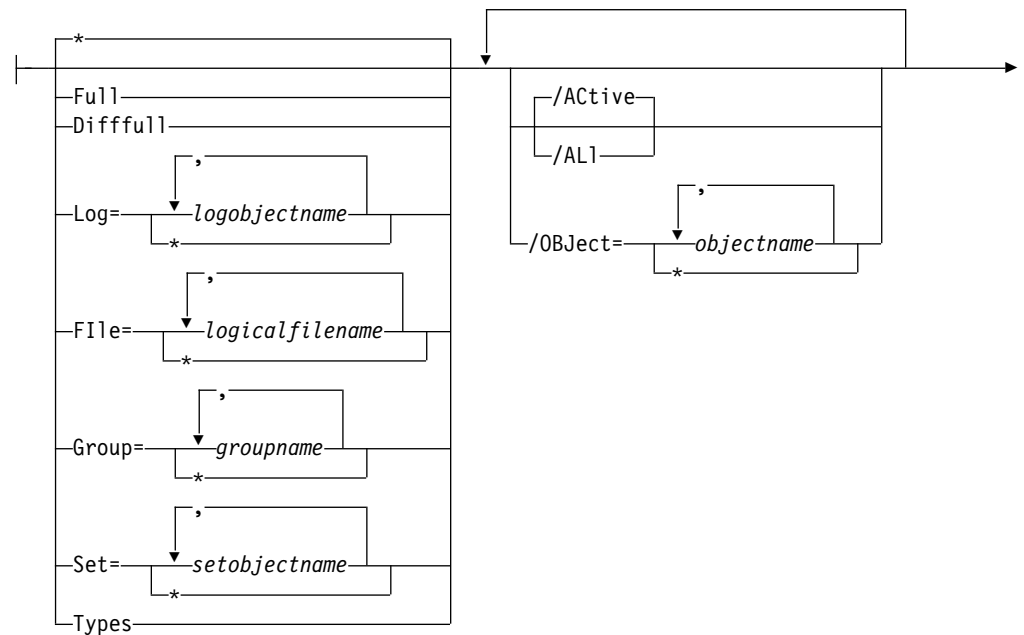 *
Full
Difffull
,
Log= logobjectname
*
,
FIle= logicalfilename
*
,
Group= groupname
*
,
Set= setobjectname
*
Types
/ACtive
/ALl
,
/OBJect= objectname
*